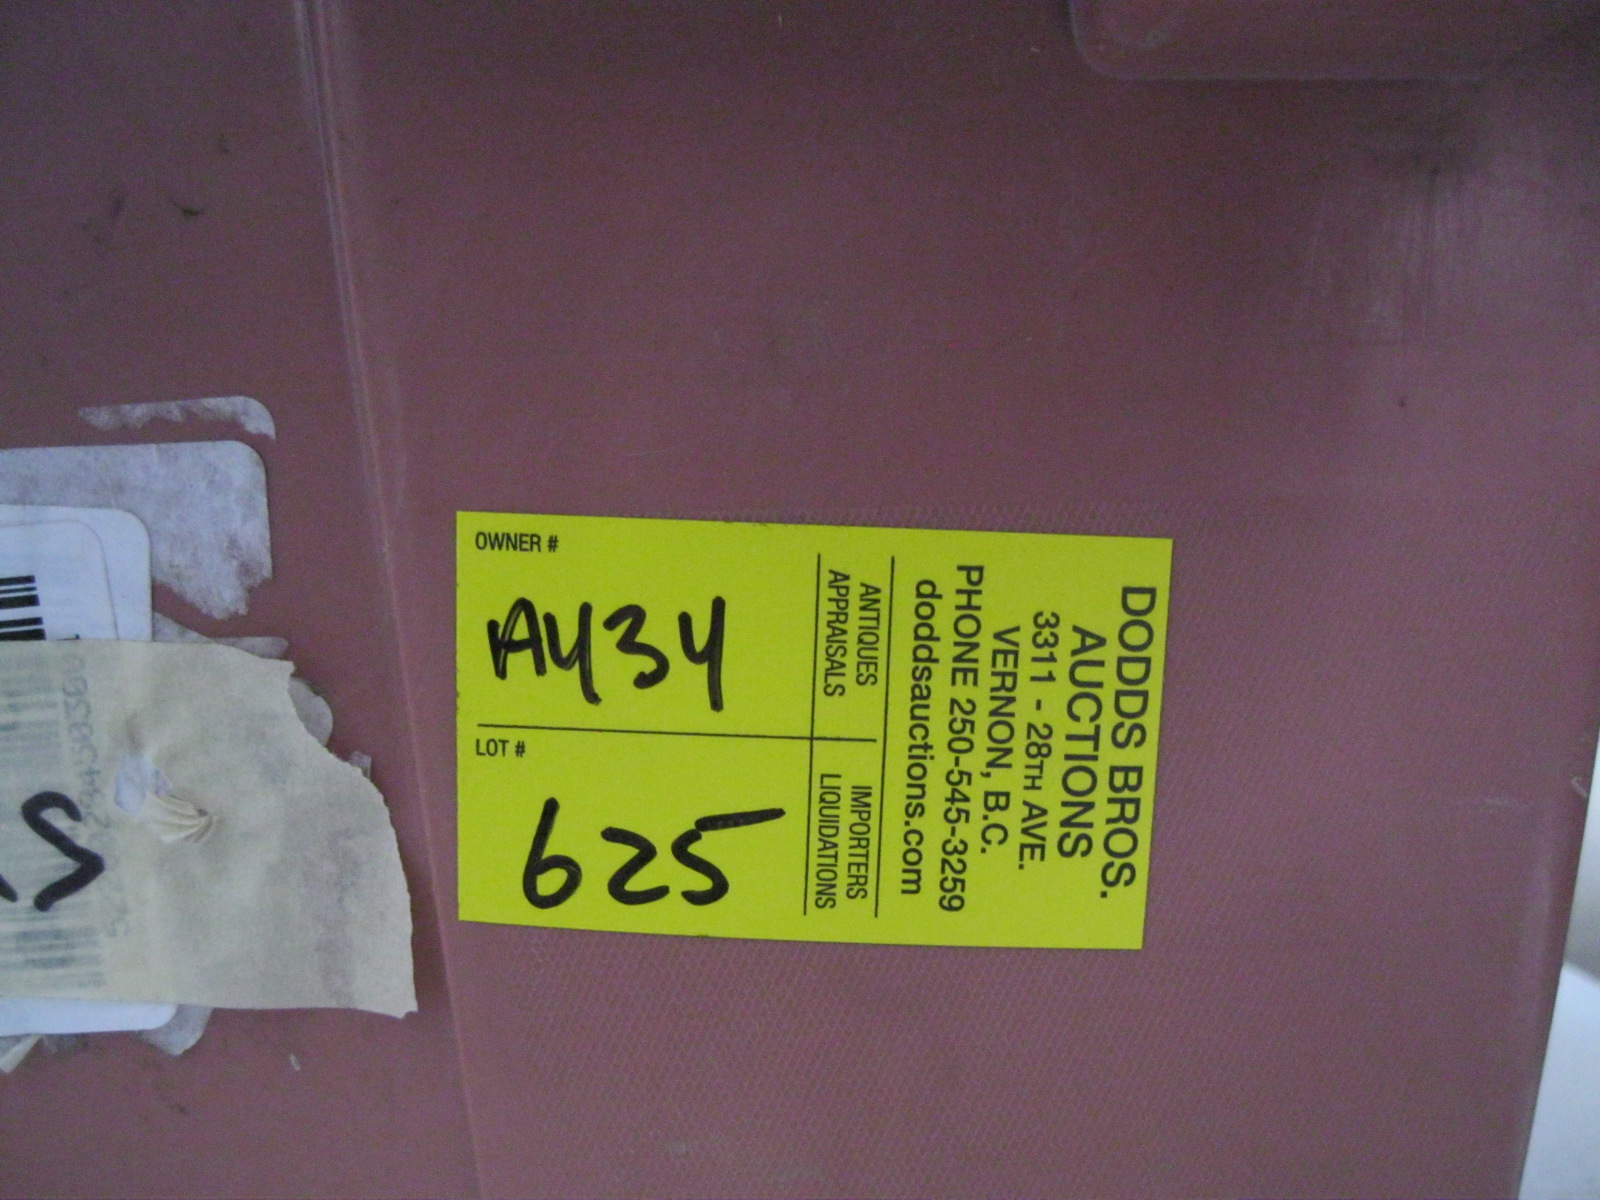 DODDS BROS.
AUCTIONS
3311 - 28TH AVE.
VERNON, B.C.
PHONE 250-545-3259
doddsauctions.com
ANTIQUES
APPRAISALS
IMPORTERS
LIQUIDATIONS
OWNER #
A434
LOT #
625